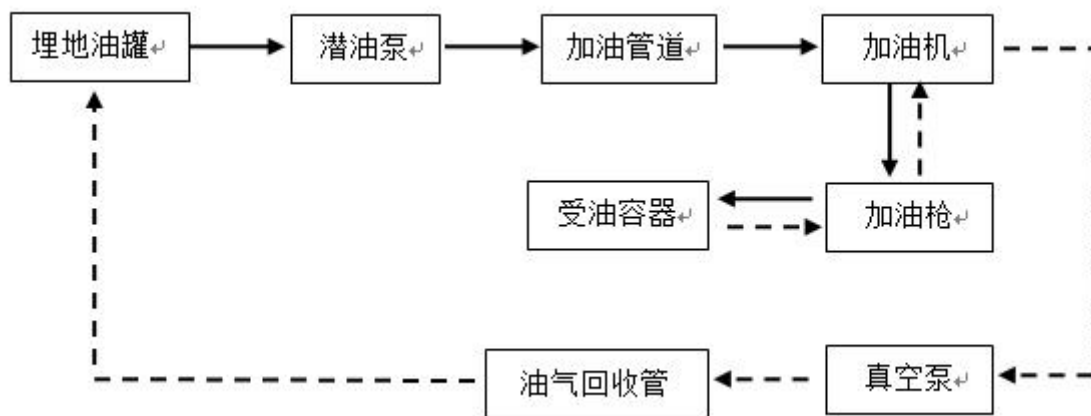 埋地油罐
潜油泵
加油管道
加油机
受油容器
加油枪
油气回收管
真空泵